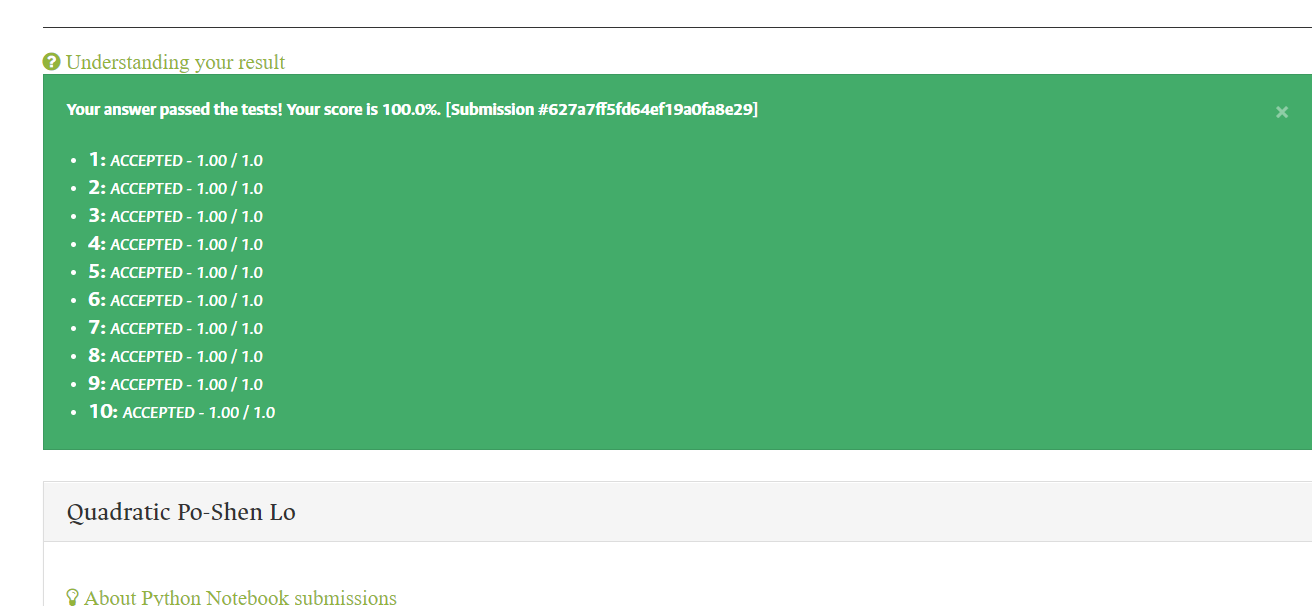 Understanding your result
Your answer passed the tests! Your score is 100.0%. [Submission #627a7ff5fd64ef19a0fa8e29]
1: ACCEPTED - 1.00 / 1.0
2: ACCEPTED - 1.00 / 1.0
3: ACCEPTED - 1.00 / 1.0
4: ACCEPTED - 1.00 / 1.0
5: ACCEPTED - 1.00 / 1.0
6: ACCEPTED - 1.00 / 1.0
7: ACCEPTED - 1.00 / 1.0
8: ACCEPTED - 1.00 / 1.0
9: ACCEPTED - 1.00 / 1.0
10: ACCEPTED - 1.00 / 1.0
Quadratic Po-Shen Lo
About Python Notebook submissions